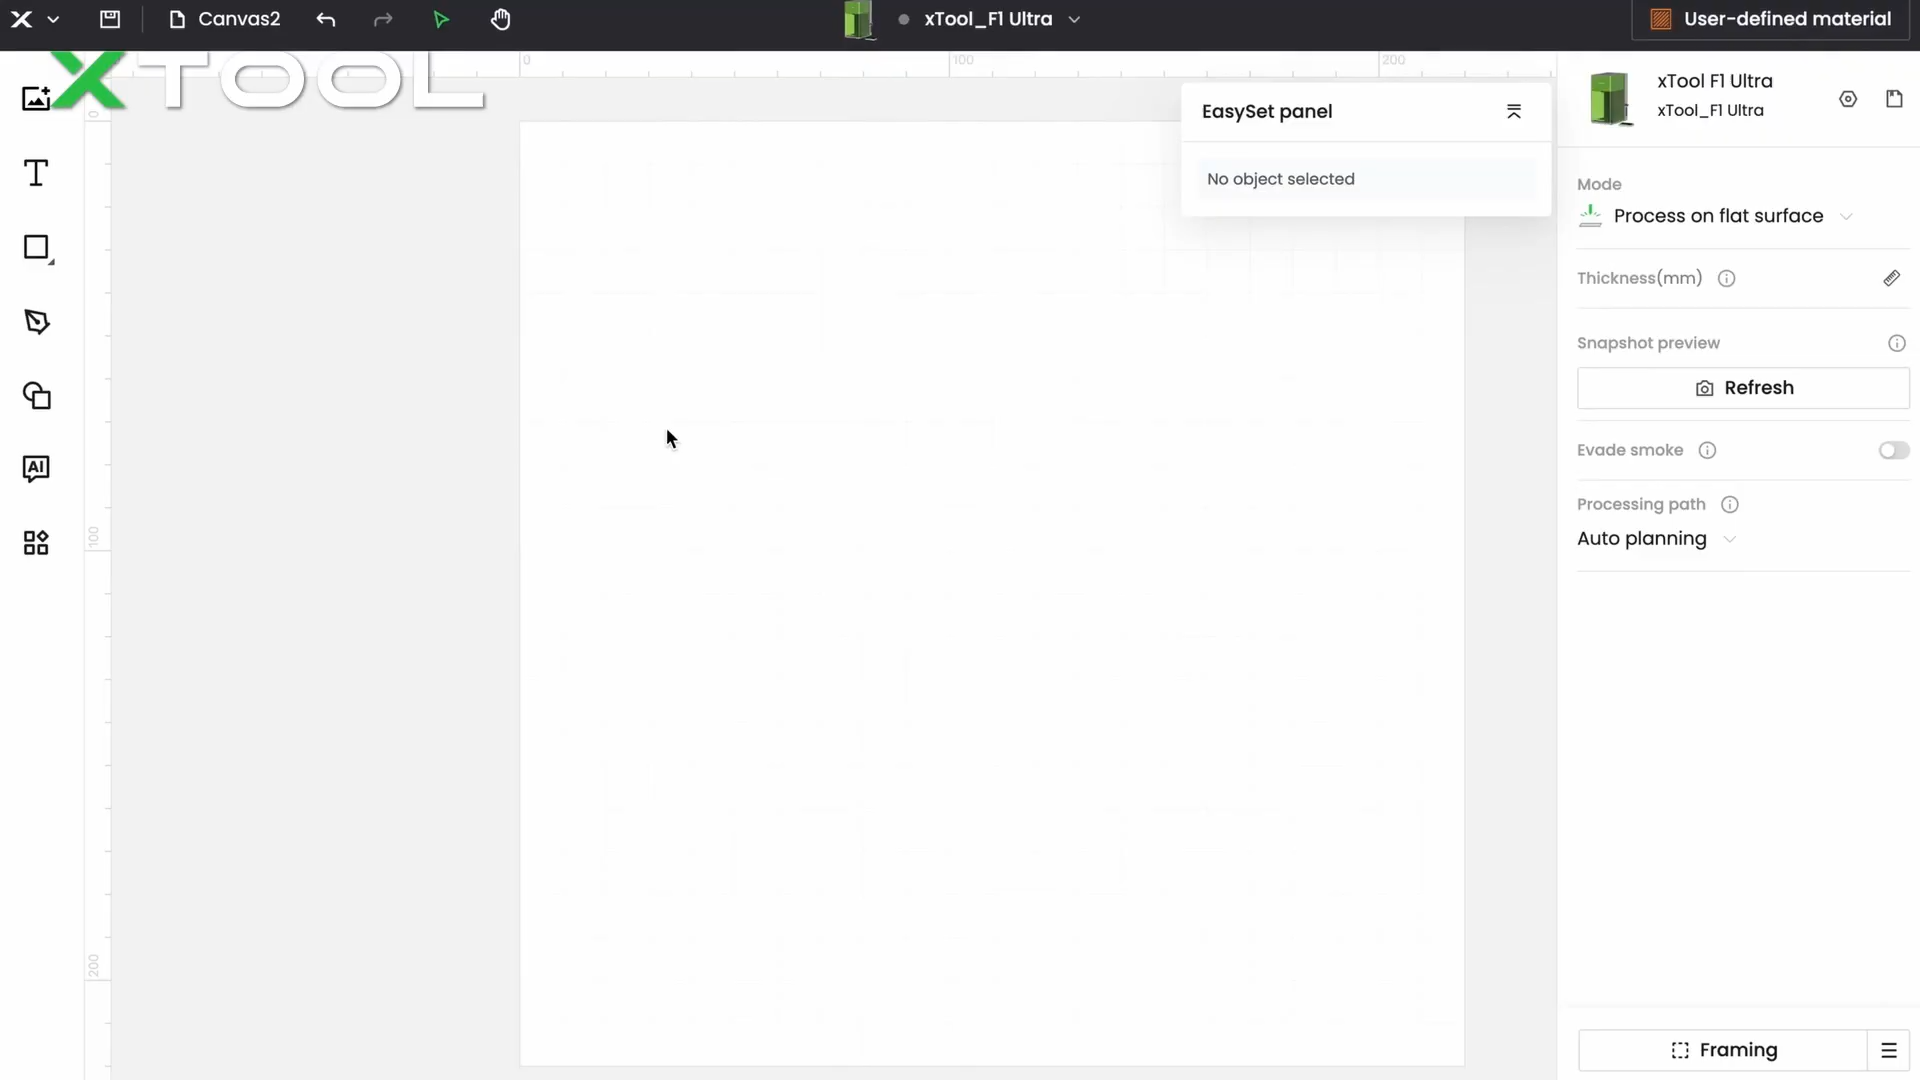 Canvas2
xTool_F1 Ultra
User-defined material
xTOOL
0
100
200
0
100
200
EasySet panel
No object selected
T
AI
xTool F1 Ultra
xTool_F1 Ultra
Mode
Process on flat surface
Thickness(mm)
Snapshot preview
Refresh
Evade smoke
Processing path
Auto planning
Framing